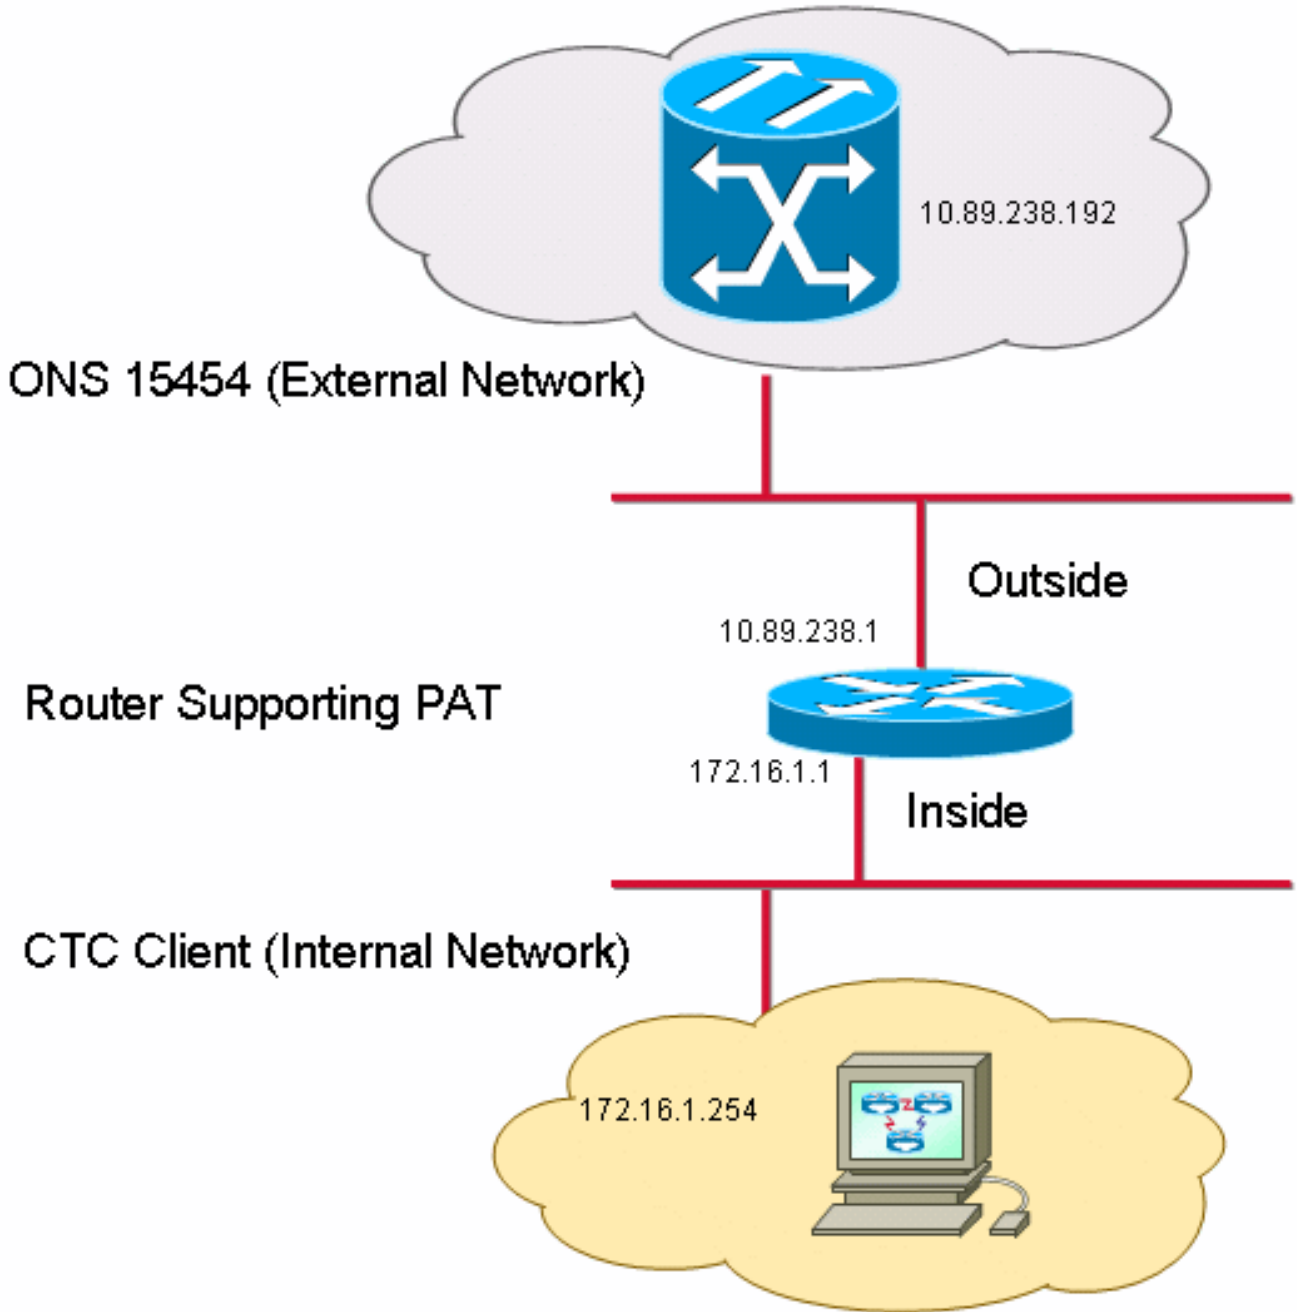 10.89.238.192
ONS 15454 (External Network)
Outside
10.89.238.1
Router Supporting PAT
172.16.1.1
Inside
CTC Client (Internal Network)
172.16.1.254